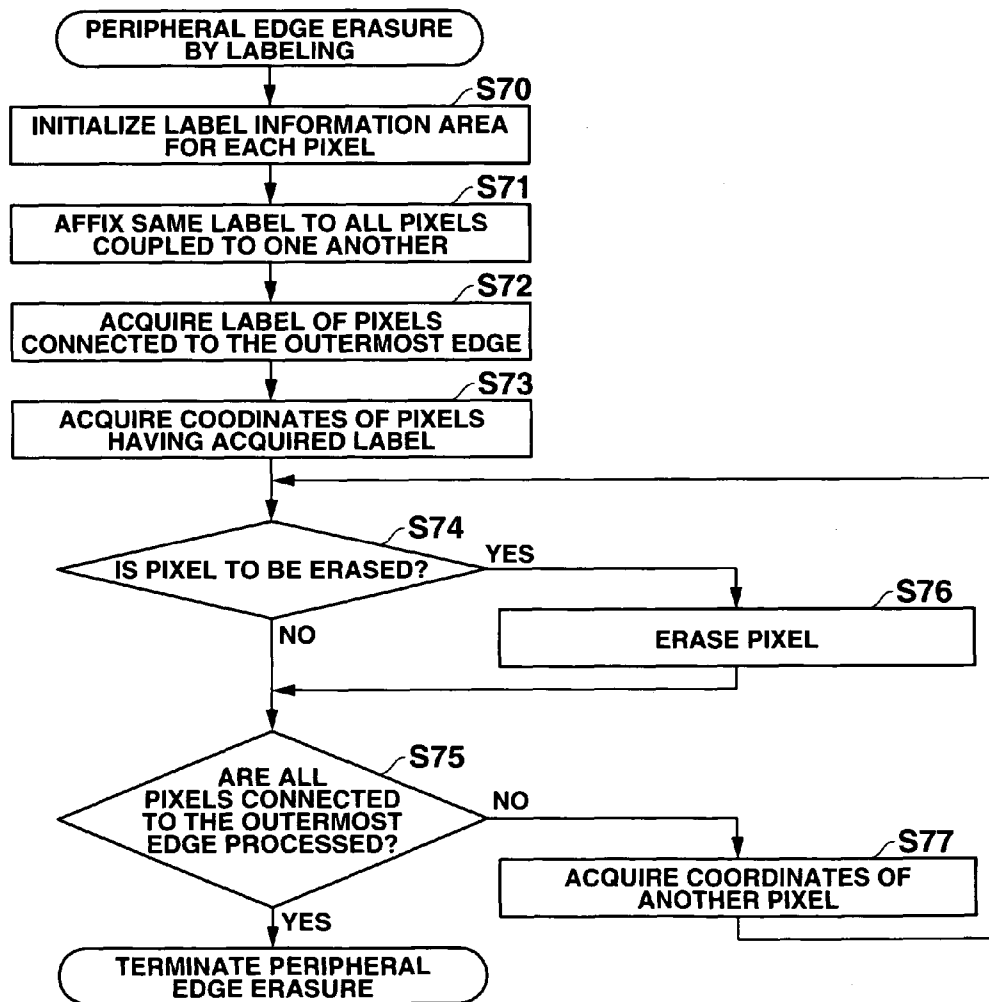 PERIPHERAL EDGE ERASURE
BY LABELING
S70
INITIALIZE LABEL INFORMATION AREA
FOR EACH PIXEL
S71
AFFIX SAME LABEL TO ALL PIXELS
COUPLED TO ONE ANOTHER
S72
ACQUIRE LABEL OF PIXELS
CONNECTED TO THE OUTERMOST EDGE
S73
ACQUIRE COODINATES OF PIXELS
HAVING ACQUIRED LABEL
S74
IS PIXEL TO BE ERASED?
YES
NO
S76
ERASE PIXEL
S75
ARE ALL
PIXELS CONNECTED
TO THE OUTERMOST
EDGE PROCESSED?
NO
YES
S77
ACQUIRE COORDINATES OF
ANOTHER PIXEL
TERMINATE PERIPHERAL
EDGE ERASURE